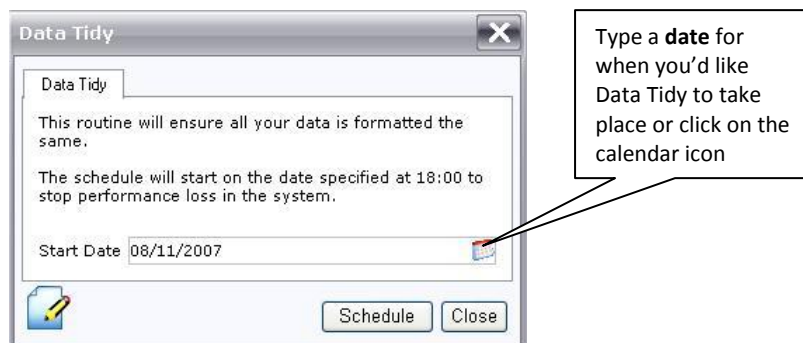 Data Tidy
Data Tidy
This routine will ensure all your data is formatted the
same.
The schedule will start on the date specified at 18:00 to
stop performance loss in the system.
Start Date 08/11/2007
Schedule Close
Type a date for
when you’d like
Data Tidy to take
place or click on the
calendar icon